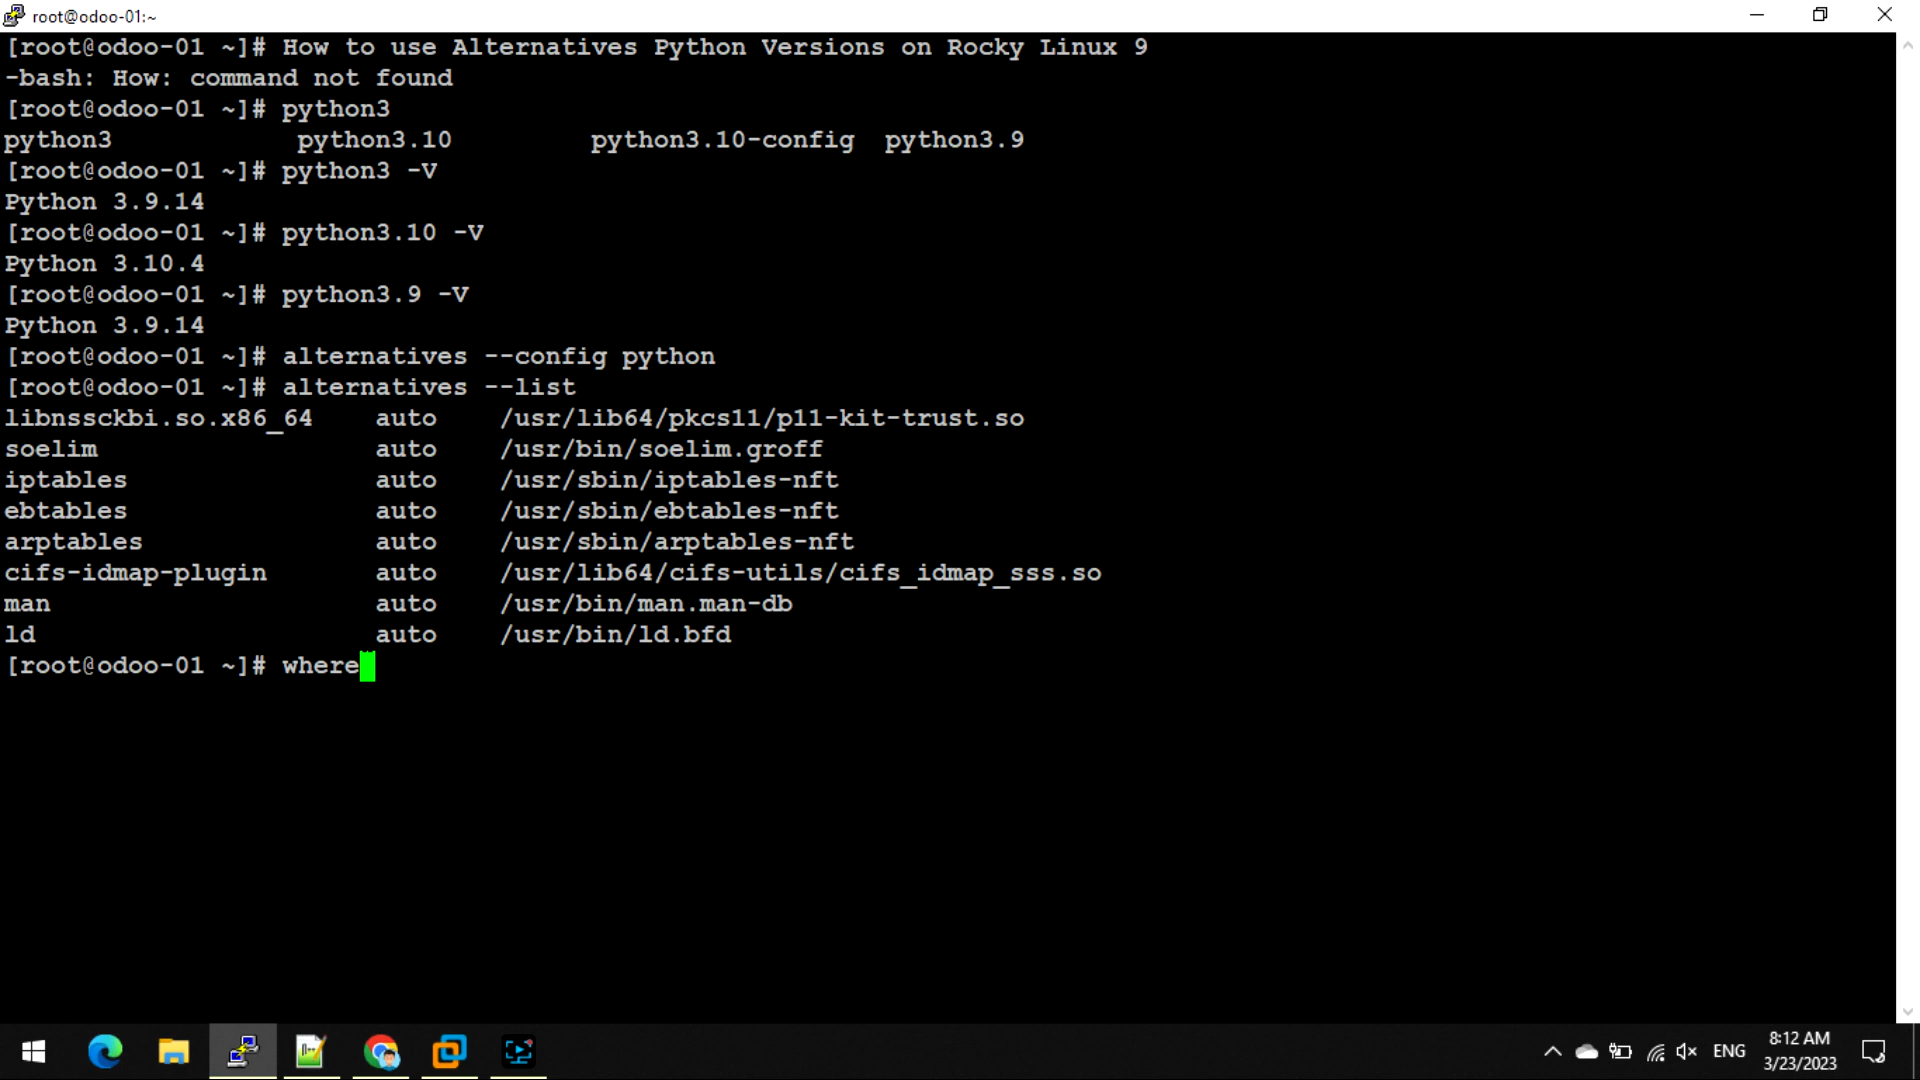 root@odoo-01:~
[root@odoo-01 ~]# How to use Alternatives Python Versions on Rocky Linux 9
-bash: How: command not found
[root@odoo-01 ~]# python3
python3            python3.10         python3.10-config  python3.9
[root@odoo-01 ~]# python3 -V
Python 3.9.14
[root@odoo-01 ~]# python3.10 -V
Python 3.10.4
[root@odoo-01 ~]# python3.9 -V
Python 3.9.14
[root@odoo-01 ~]# alternatives --config python
[root@odoo-01 ~]# alternatives --list
libnssckbi.so.x86_64    auto    /usr/lib64/pkcs11/p11-kit-trust.so
soelim                  auto    /usr/bin/soelim.groff
iptables                auto    /usr/sbin/iptables-nft
ebtables                auto    /usr/sbin/ebtables-nft
arptables               auto    /usr/sbin/arptables-nft
cifs-idmap-plugin       auto    /usr/lib64/cifs-utils/cifs_idmap_sss.so
man                     auto    /usr/bin/man.man-db
ld                      auto    /usr/bin/ld.bfd
[root@odoo-01 ~]# where
ENG
8:12 AM
3/23/2023